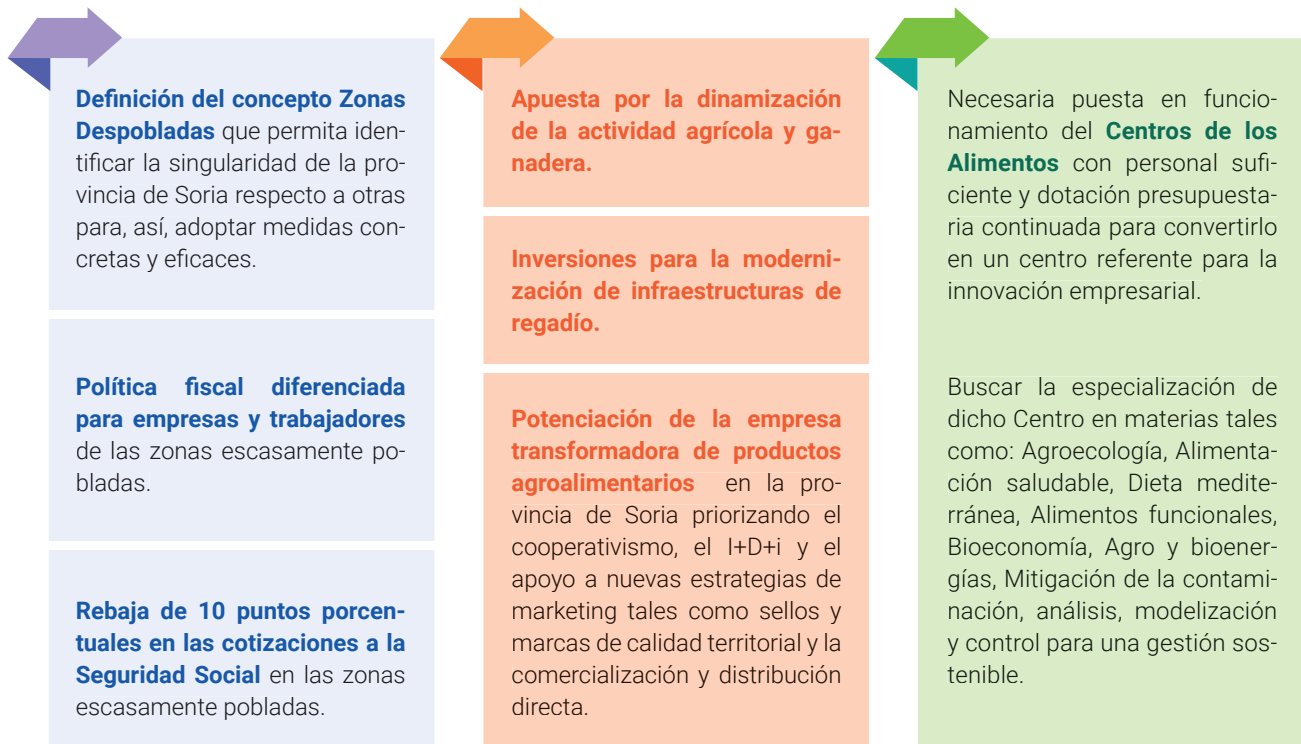 Definición del concepto Zonas
Despobladas que permita iden-
tificar la singularidad de la pro-
vincia de Soria respecto a otras
para, así, adoptar medidas con-
cretas y eficaces.
Política fiscal diferenciada
para empresas y trabajadores
de las zonas escasamente po-
bladas.
Rebaja de 10 puntos porcen-
tuales en las cotizaciones a la
Seguridad Social en las zonas
escasamente pobladas.
Apuesta por la dinamización
de la actividad agrícola y ga-
nadera.
Inversiones para la moderni-
zación de infraestructuras de
regadío.
Potenciación de la empresa
transformadora de productos
agroalimentarios en la pro-
vincia de Soria priorizando el
cooperativismo, el I+D+i y el
apoyo a nuevas estrategias de
marketing tales como sellos y
marcas de calidad territorial y la
comercialización y distribución
directa.
Necesaria puesta en funcio-
namiento del Centros de los
Alimentos con personal sufi-
ciente y dotación presupuesta-
ria continuada para convertirlo
en un centro referente para la
innovación empresarial.
Buscar la especialización de
dicho Centro en materias tales
como: Agroecología, Alimenta-
ción saludable, Dieta medite-
rránea, Alimentos funcionales,
Bioeconomía, Agro y bioener-
gías, Mitigación de la contami-
nación, análisis, modelización
y control para una gestión sos-
tenible.